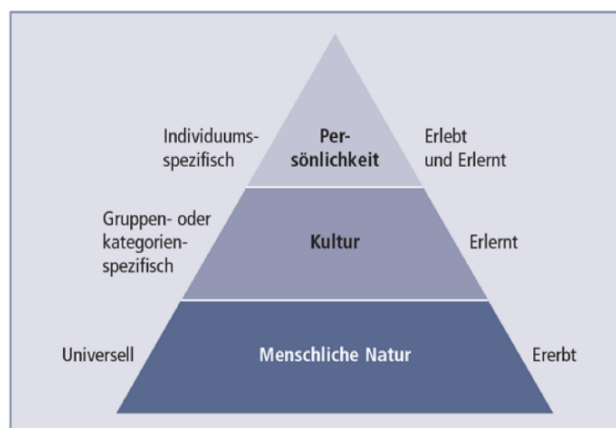 Individuums-
spezifisch
Per-
sönlichkeit
Erlebt
und Erlernt
Gruppen- oder
kategorien-
spezifisch
Kultur
Erlernt
Universell
Menschliche Natur
Ererbt